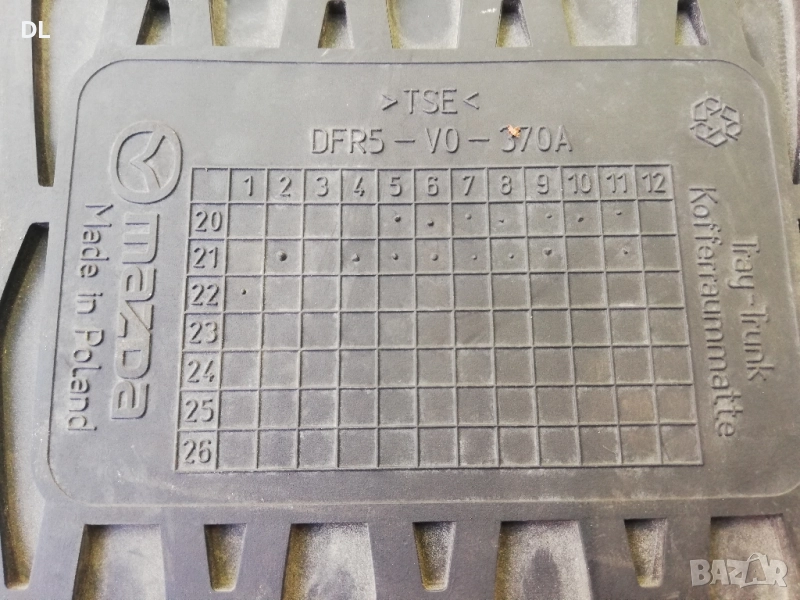 DL
>TSE<
DFR5-V0-370A
1 2 3 4 5 6 7 8 9 10 11 12
20
21
22
23
24
25
26
mazda
Made in Poland
Tray-Trunk
Kofferraummatte
BAZAR